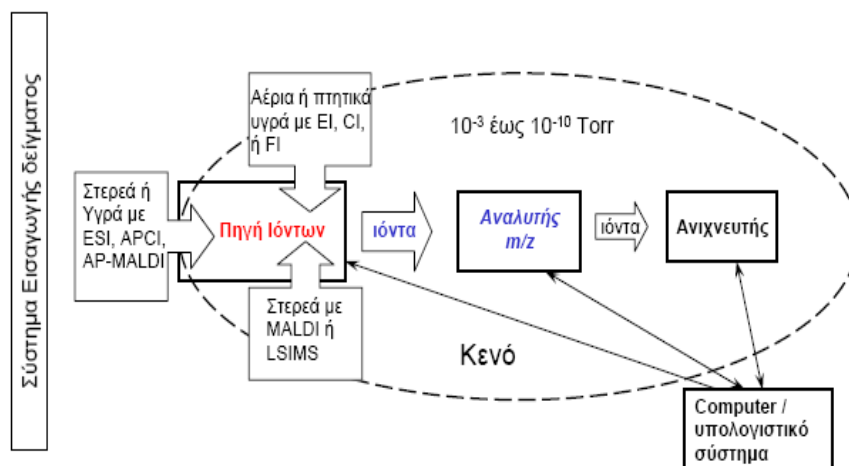 Σύστημα Εισαγωγής δείγματος
Αέρια ή πτητικά
υγρά με EI, CI,
ή FI
10⁻³ έως 10⁻¹⁰ Torr
Στερεά ή
Υγρά με
ESI, APCI,
AP-MALDI
Πηγή Ιόντων
ιόντα
Αναλυτής
m/z
ιόντα
Ανιχνευτής
Στερεά με
MALDI ή
LSIMS
Κενό
Computer /
υπολογιστικό
σύστημα